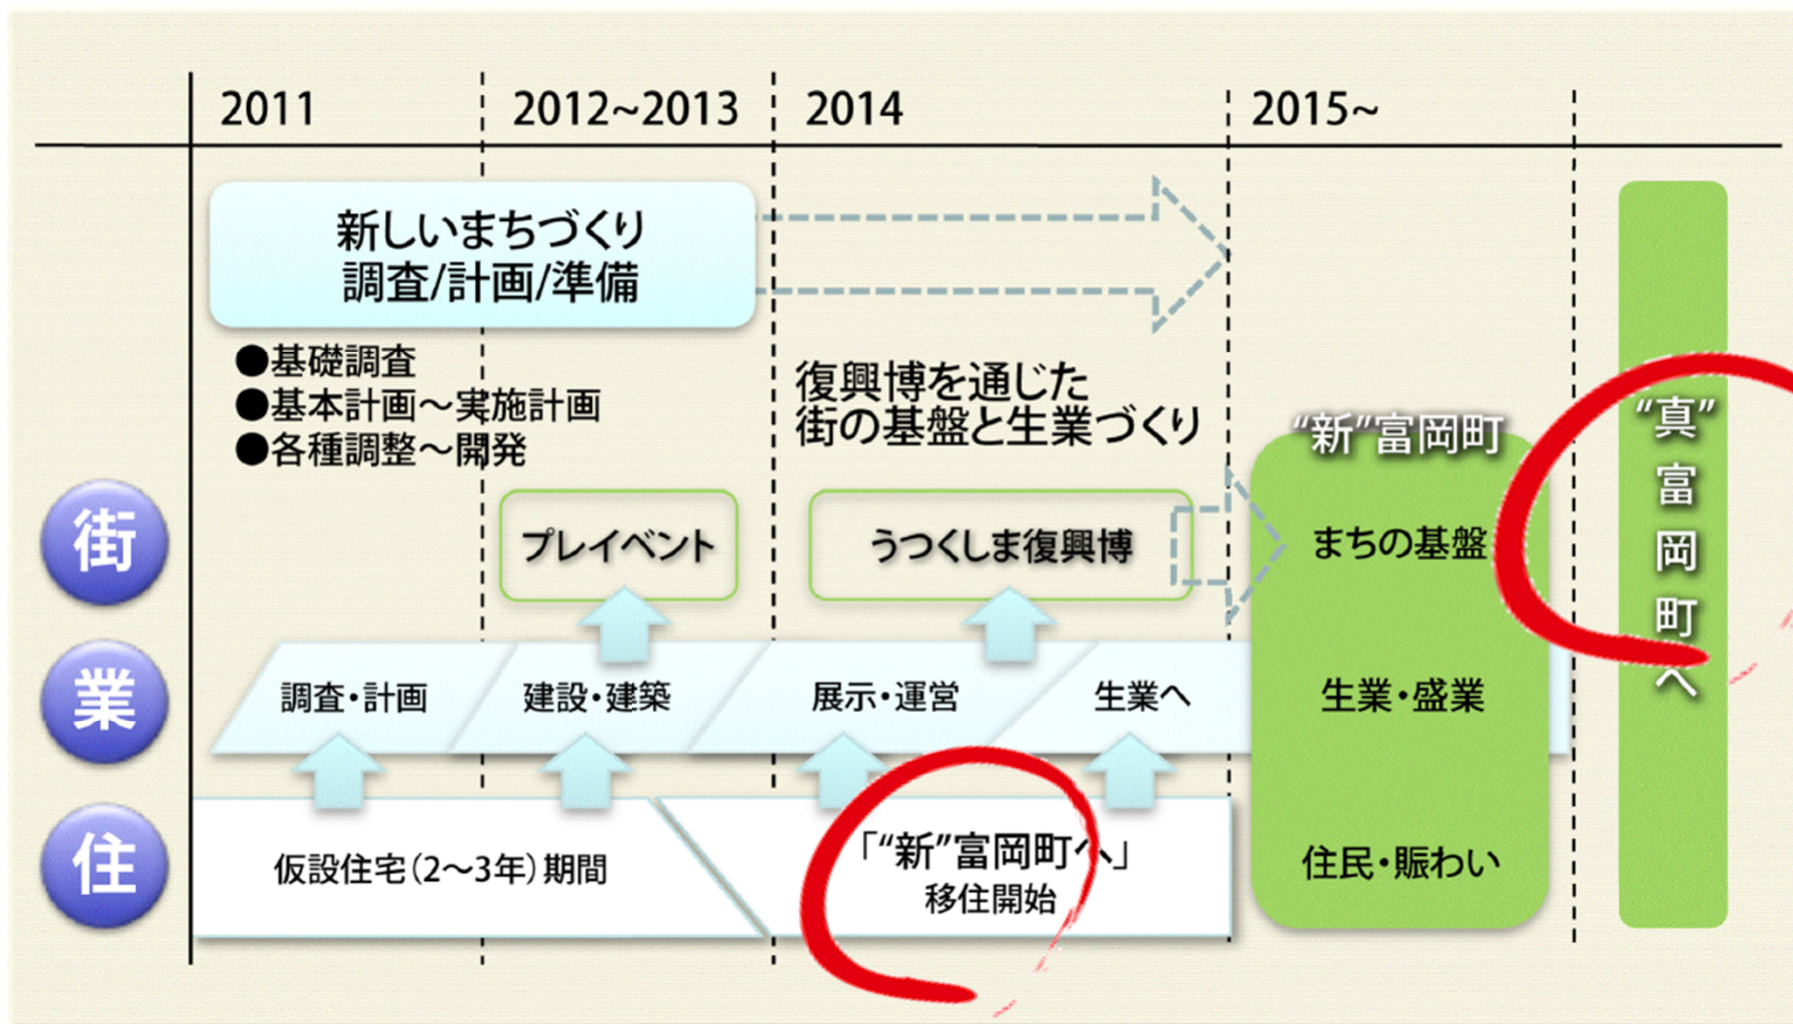 2011
2012~2013
2014
2015~
新しいまちづくり
調査/計画/準備
●基礎調査
●基本計画～実施計画
●各種調整～開発
復興博を通じた
街の基盤と生業づくり
“新”富岡町
“真”富岡町へ
街
プレイベント
うつくしま復興博
まちの基盤
業
調査・計画
建設・建築
展示・運営
生業へ
生業・盛業
住
仮設住宅（2～3年）期間
「“新”富岡町へ」
移住開始
住民・賑わい